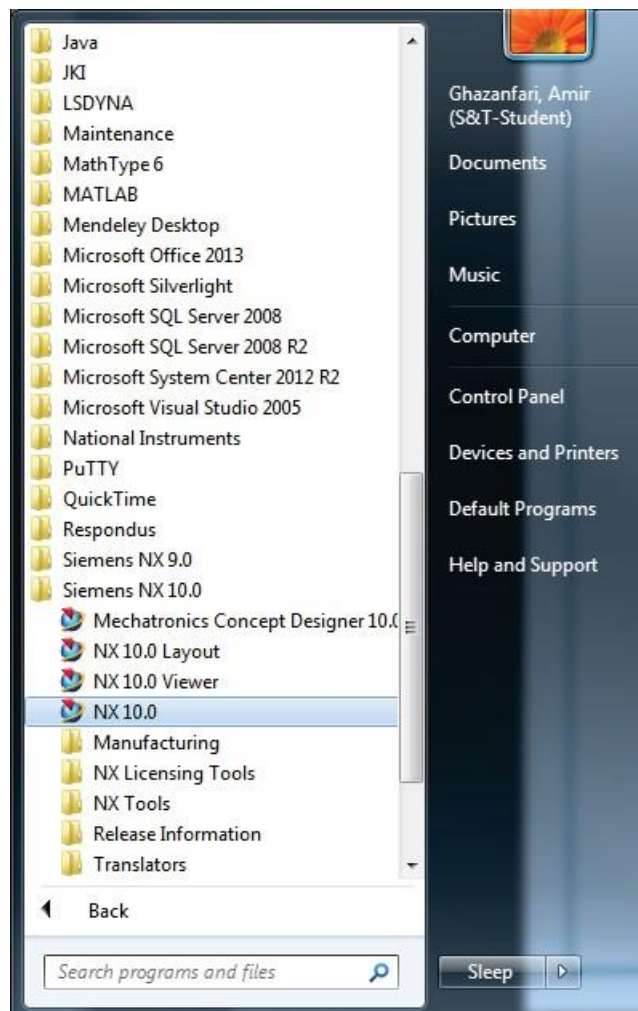 Java
JKI
LSDYNA
Maintenance
MathType 6
MATLAB
Mendeley Desktop
Microsoft Office 2013
Microsoft Silverlight
Microsoft SQL Server 2008
Microsoft SQL Server 2008 R2
Microsoft System Center 2012 R2
Microsoft Visual Studio 2005
National Instruments
PuTTY
QuickTime
Respondus
Siemens NX 9.0
Siemens NX 10.0
Mechatronics Concept Designer 10.(
NX 10.0 Layout
NX 10.0 Viewer
NX 10.0
Manufacturing
NX Licensing Tools
NX Tools
Release Information
Translators
Back
Search programs and files
Ghazanfari, Amir
(S&T-Student)
Documents
Pictures
Music
Computer
Control Panel
Devices and Printers
Default Programs
Help and Support
Sleep